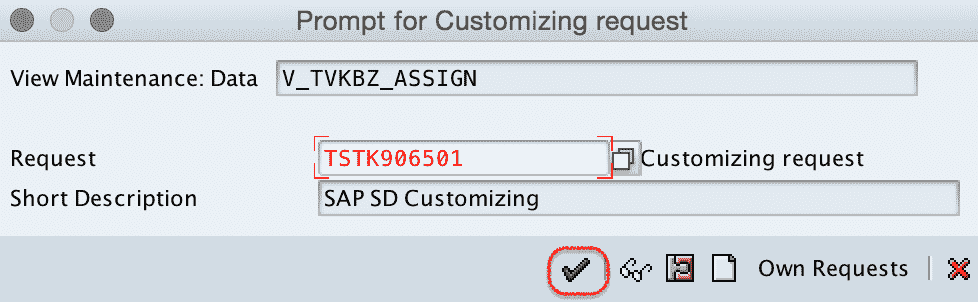 Prompt for Customizing request
View Maintenance: Data V_TVKBZ_ASSIGN
Request TSTK906501 Customizing request
Short Description SAP SD Customizing
Own Requests